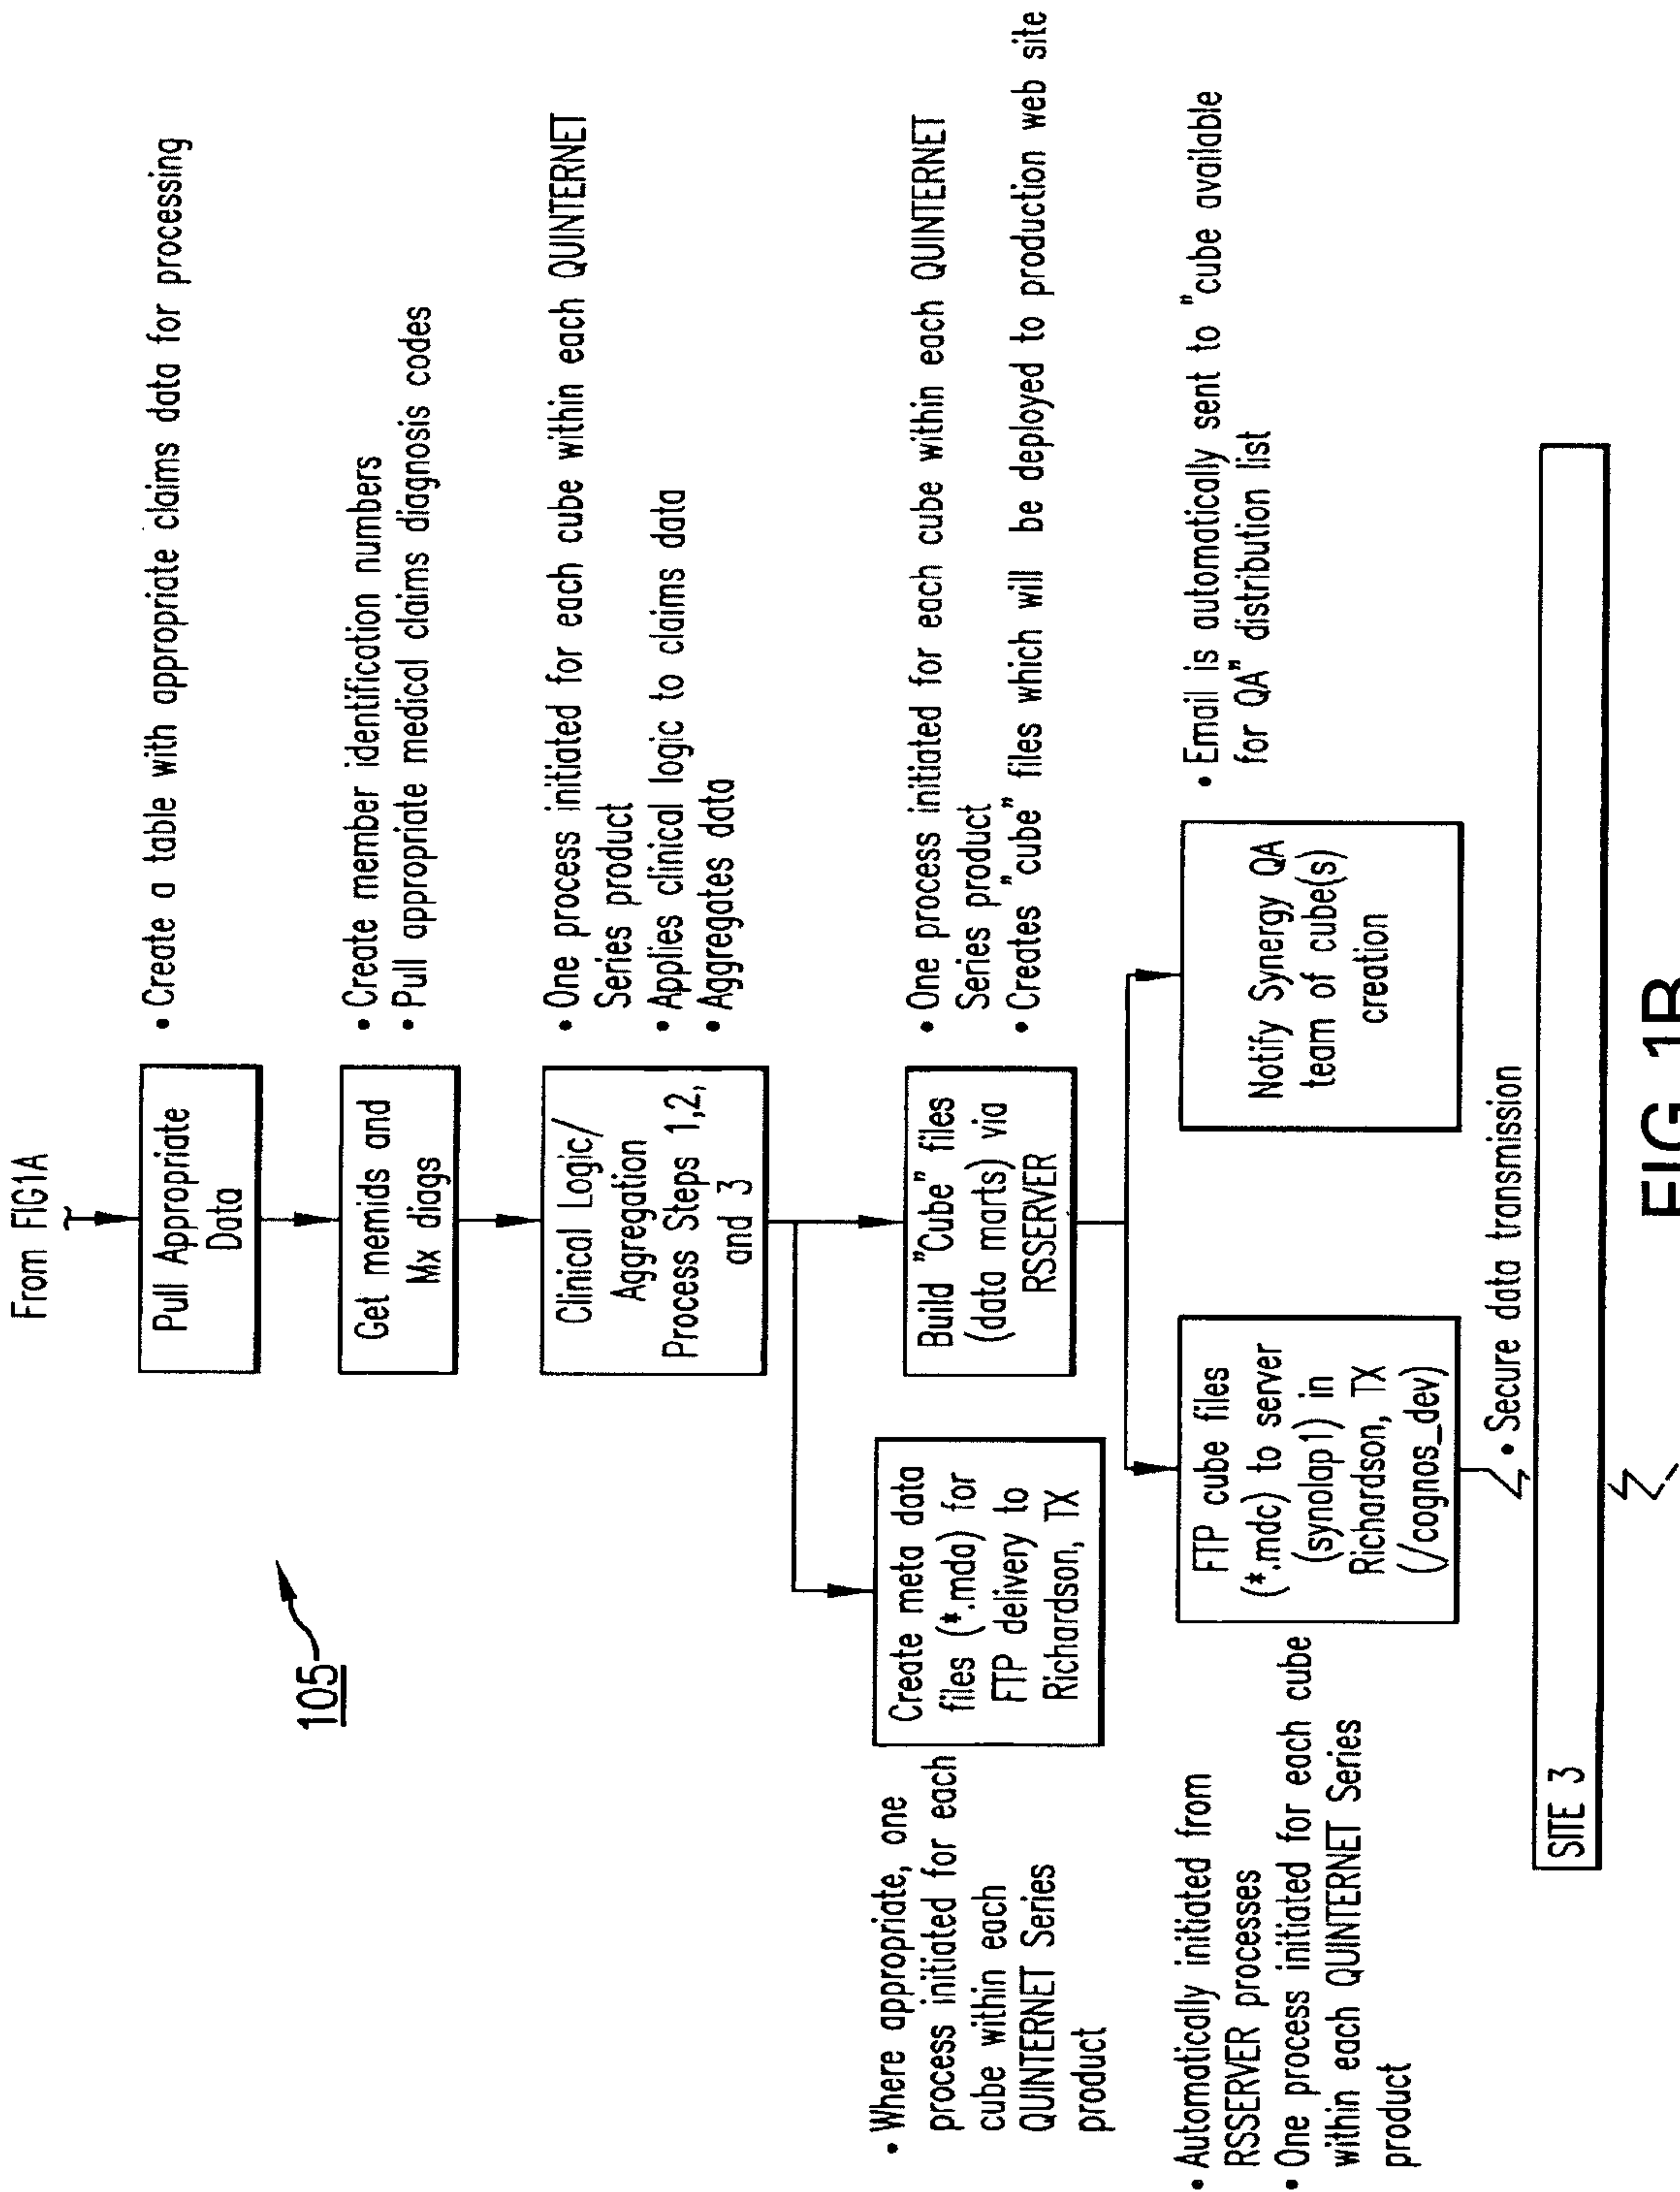 From FIG1A
Pull Appropriate
Data
• Create a table with appropriate claims data for processing
105
Get memids and
Mx diags
• Create member identification numbers
• Pull appropriate medical claims diagnosis codes
Clinical Logic/
Aggregation
Process Steps 1,2,
and 3
• One process initiated for each cube within each QUINTERNET
Series product
• Applies clinical logic to claims data
• Aggregates data
• Where appropriate, one
process initiated for each
cube within each
QUINTERNET Series
product
Create meta data
files (*.mda) for
FTP delivery to
Richardson, TX
Build "Cube" files
(data marts) via
RSSERVER
• One process initiated for each cube within each QUINTERNET
Series product
• Creates "cube" files which will be deployed to production web site
• Automatically initiated from
RSSERVER processes
• One process initiated for each cube
within each QUINTERNET Series
product
FTP cube files
(*.mdc) to server
(synolap1) in
Richardson, TX
(/cognos_dev)
Notify Synergy QA
team of cube(s)
creation
• Email is automatically sent to "cube available
for QA" distribution list
• Secure data transmission
SITE 3
FIG.1B